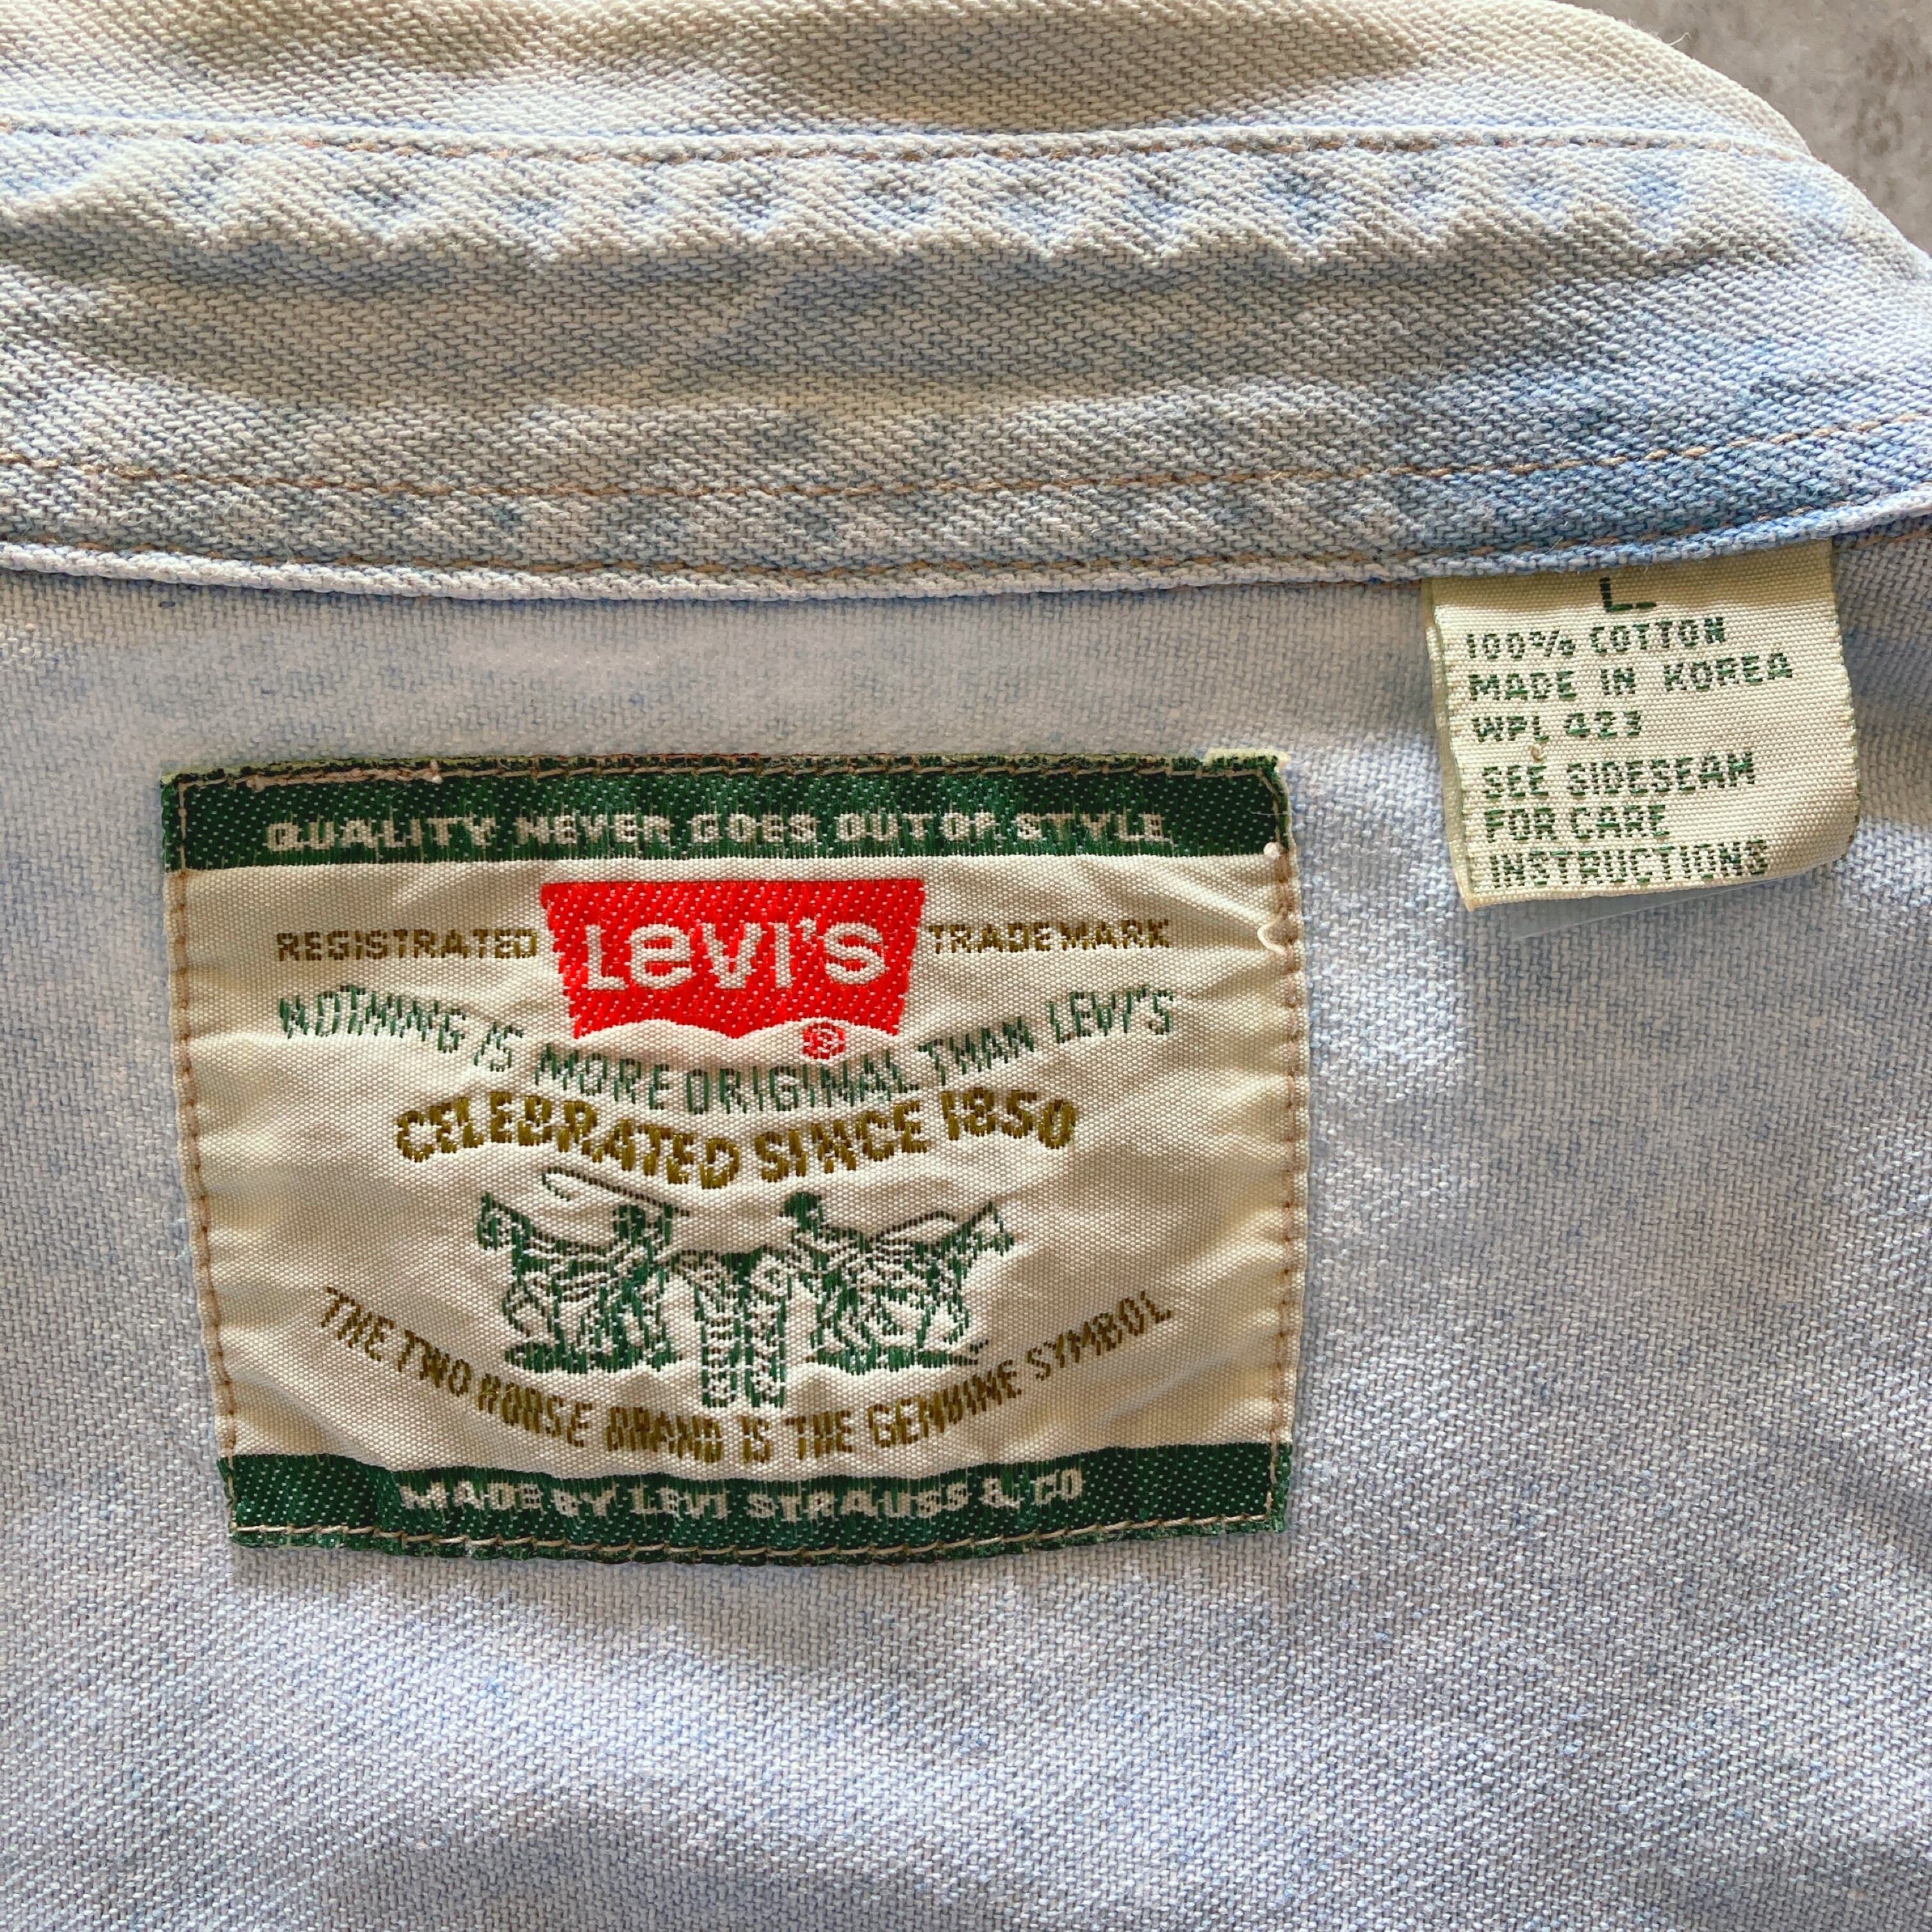 L
100% COTTON
MADE IN KOREA
WPL 423
SEE SIDESEAM
FOR CARE
INSTRUCTIONS
QUALITY NEVER GOES OUT OF STYLE
REGISTRATED LEVI'S TRADEMARK
®
NOTHING IS MORE ORIGINAL THAN LEVI'S
CELEBRATED SINCE 1850
THE TWO HORSE BRAND IS THE GENUINE SYMBOL
MADE BY LEVI STRAUSS & CO